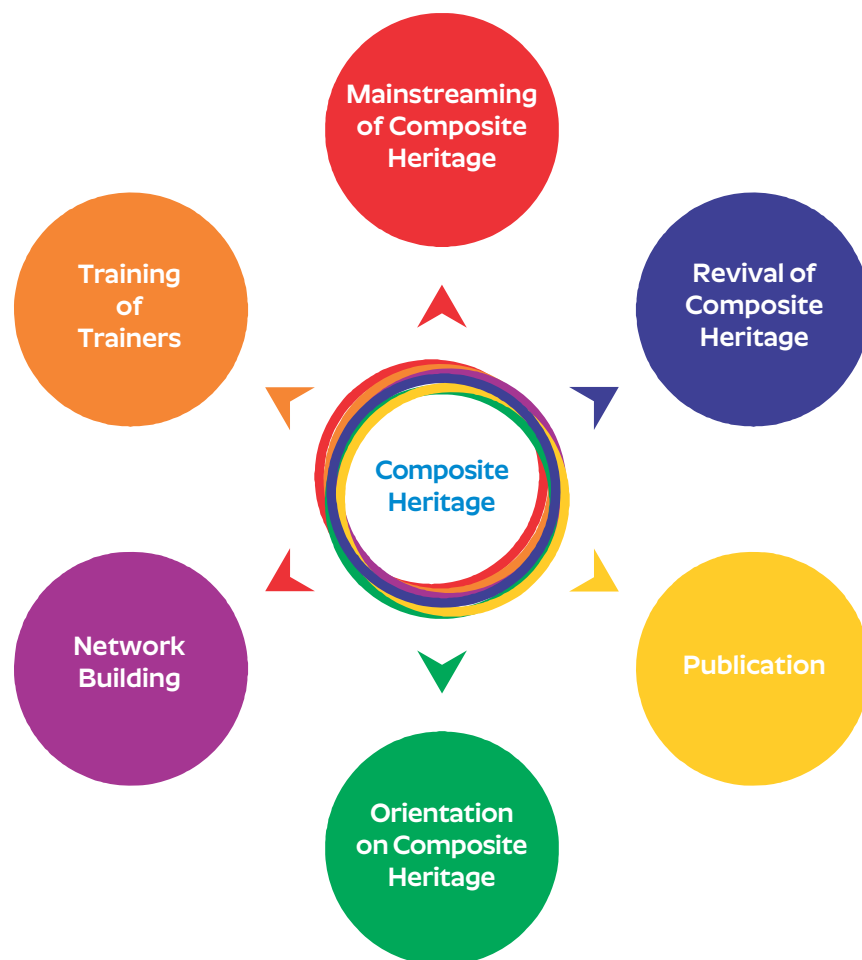 Mainstreaming
of Composite
Heritage
Training
of
Trainers
Revival of
Composite
Heritage
Composite
Heritage
Network
Building
Publication
Orientation
on Composite
Heritage